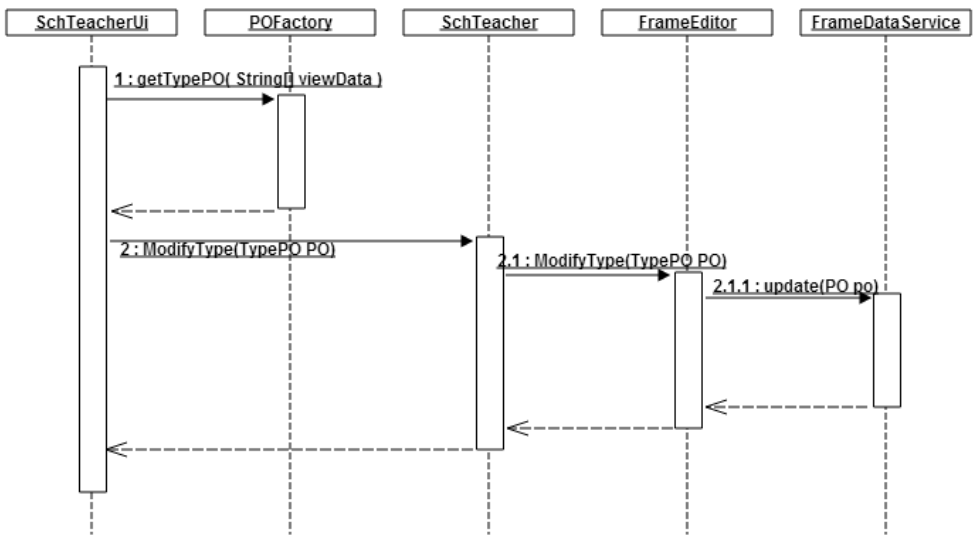 SchTeacherUi
POFactory
SchTeacher
FrameEditor
FrameDataService
1 : getTypePO( String[] viewData )
2 : ModifyType(TypePO PO)
2.1 : ModifyType(TypePO PO)
2.1.1 : update(PO po)